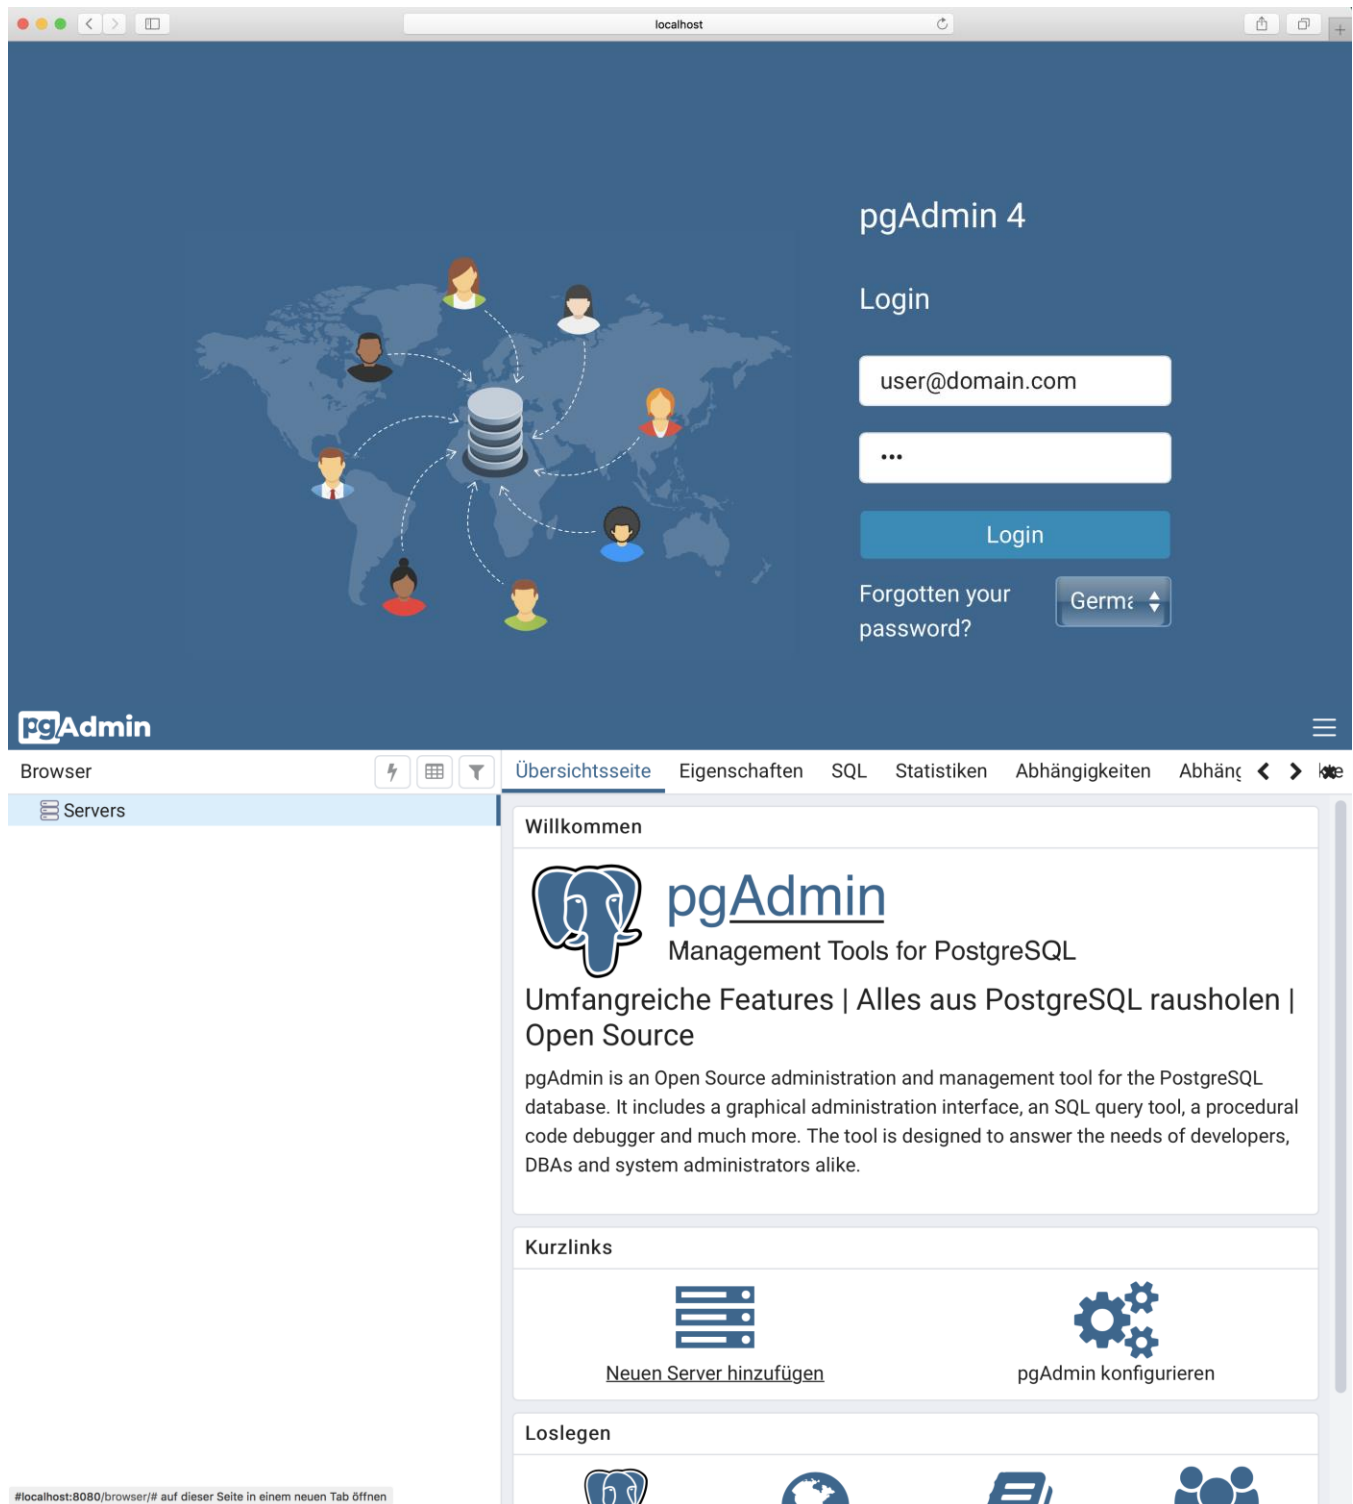 localhost
pgAdmin 4
Login
user@domain.com
Login
Forgotten your
password?
pgAdmin
Browser
Übersichtsseite Eigenschaften SQL Statistiken Abhängigkeiten
Servers
Willkommen
pgAdmin
Management Tools for PostgreSQL
Umfangreiche Features | Alles aus PostgreSQL rausholen |
Open Source
pgAdmin is an Open Source administration and management tool for the PostgreSQL
database. It includes a graphical administration interface, an SQL query tool, a procedural
code debugger and much more. The tool is designed to answer the needs of developers,
DBAs and system administrators alike.
Kurzlinks
Neuen Server hinzufügen pgAdmin konfigurieren
Loslegen
#localhost:8080/browser/# auf dieser Seite in einem neuen Tab öffnen